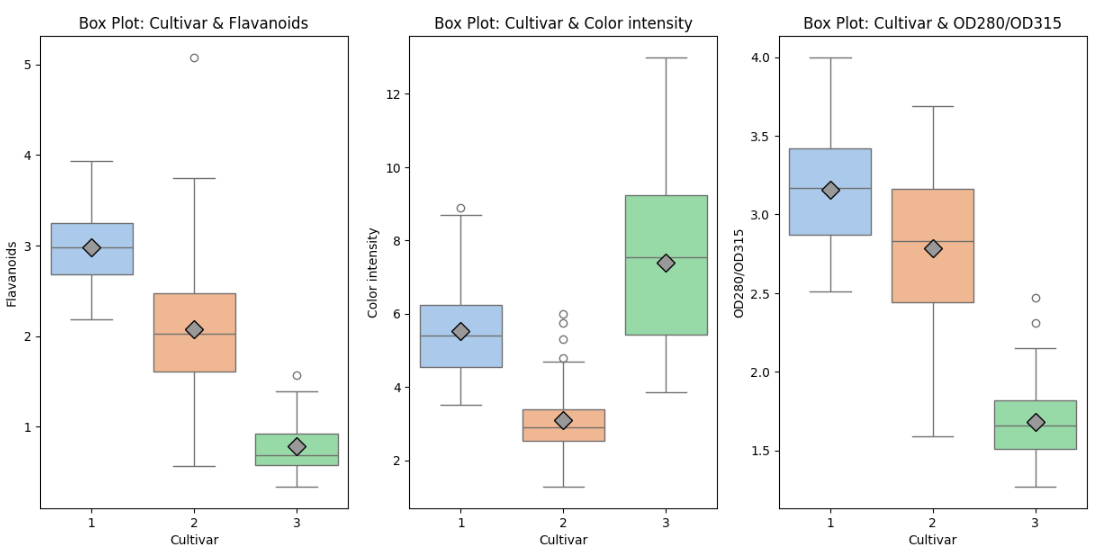 Box Plot: Cultivar & Flavanoids
Flavanoids
5
4
3
2
1
1 2 3
Cultivar
Box Plot: Cultivar & Color intensity
Color intensity
12
10
8
6
4
2
1 2 3
Cultivar
Box Plot: Cultivar & OD280/OD315
OD280/OD315
4.0
3.5
3.0
2.5
2.0
1.5
1 2 3
Cultivar